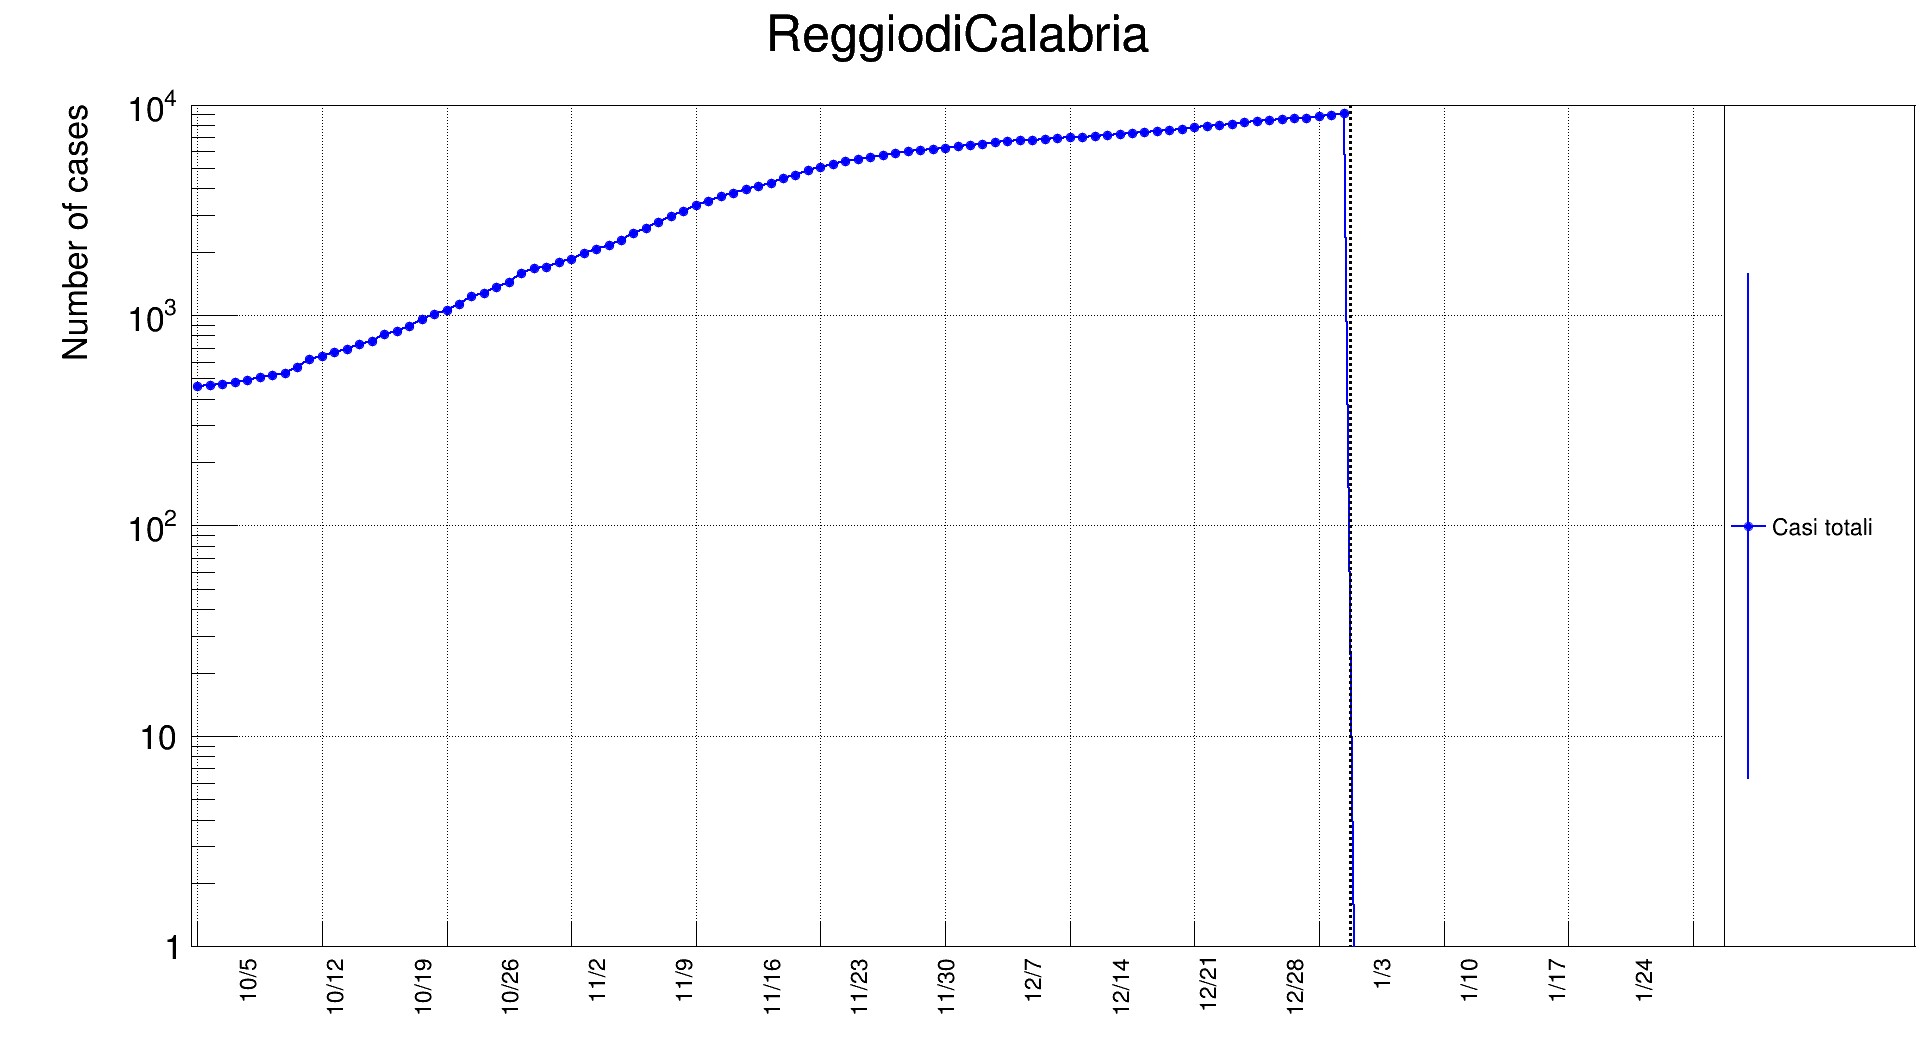 ReggiodiCalabria
Number of cases
10^4
10^3
10^2
10
1
10/5 10/12 10/19 10/26 11/2 11/9 11/16 11/23 11/30 12/7 12/14 12/21 12/28 1/3 1/10 1/17 1/24
Casi totali